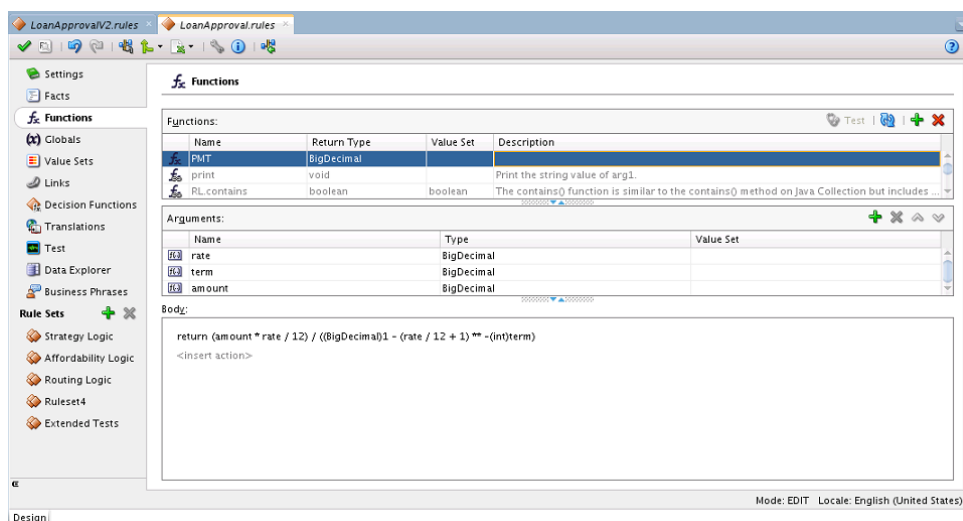 LoanApprovalV2.rules LoanApproval.rules
Settings
Facts
Functions
Globals
Value Sets
Links
Decision Functions
Translations
Test
Data Explorer
Business Phrases
Rule Sets
Strategy Logic
Affordability Logic
Routing Logic
Ruleset4
Extended Tests
Functions
Functions: Test
Name Return Type Value Set Description
PMT BigDecimal
print void Print the string value of arg1.
RL.contains boolean boolean The contains() function is similar to the contains() method on Java Collection but includes ...
Arguments:
Name Type Value Set
rate BigDecimal
term BigDecimal
amount BigDecimal
Body:
return (amount * rate / 12) / ((BigDecimal)1 - (rate / 12 + 1) ** -(int)term)
<insert action>
Mode: EDIT Locale: English (United States)
Design